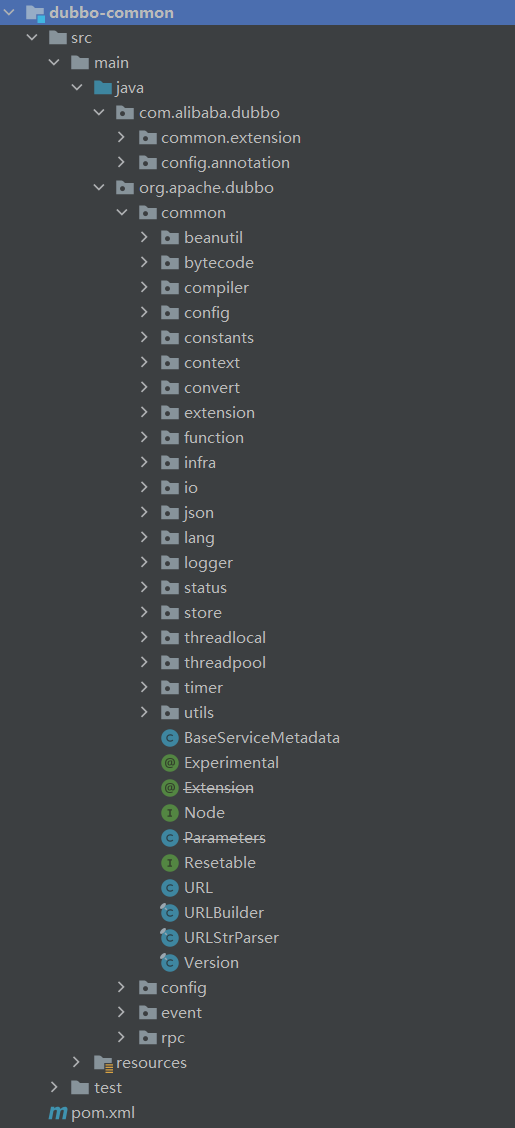 dubbo-common
src
main
java
com.alibaba.dubbo
common.extension
config.annotation
org.apache.dubbo
common
beanutil
bytecode
compiler
config
constants
context
convert
extension
function
infra
io
json
lang
logger
status
store
threadlocal
threadpool
timer
utils
BaseServiceMetadata
Experimental
Extension
Node
Parameters
Resetable
URL
URLBuilder
URLStrParser
Version
config
event
rpc
resources
test
pom.xml